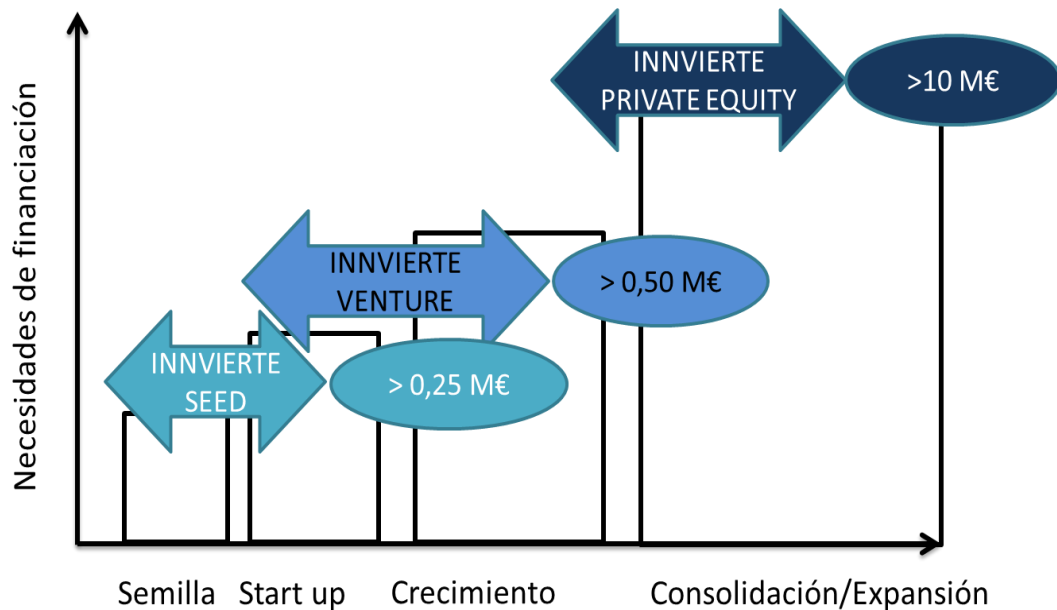 Necesidades de financiación
INNVIERTE
PRIVATE EQUITY
>10 M€
INNVIERTE
VENTURE
> 0,50 M€
INNVIERTE
SEED
> 0,25 M€
Semilla
Start up
Crecimiento
Consolidación/Expansión